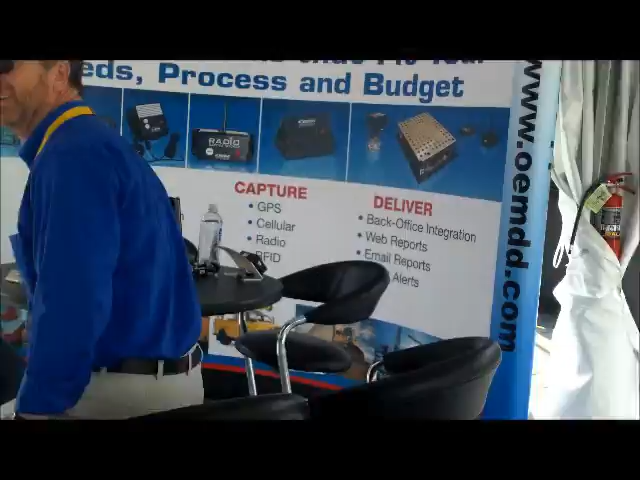 eds, Process and Budget
RADIO
CAPTURE
• GPS
• Cellular
• Radio
RFID
DELIVER
• Back-Office Integration
• Web Reports
• Email Reports
Alerts
www.oemdd.com